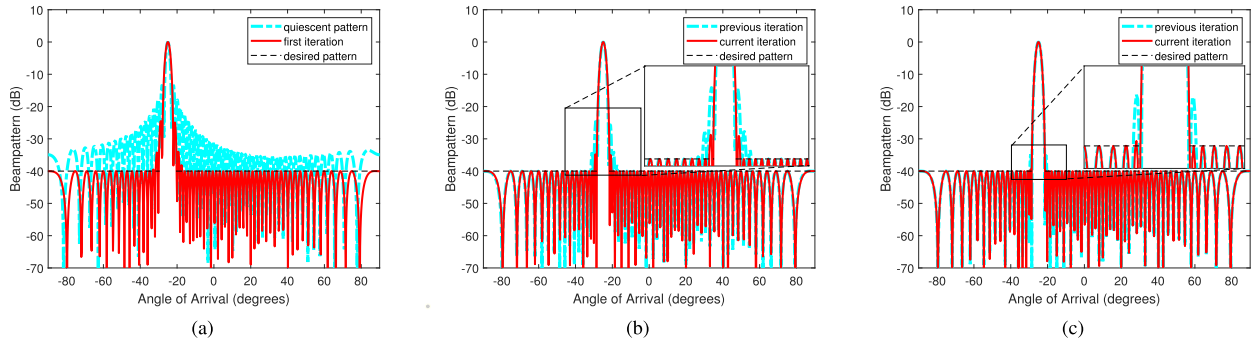 quiescent pattern
first iteration
desired pattern
0
-10
-20
-30
-40
-50
-60
-70
Beampattern (dB)
-80 -60 -40 -20 0 20 40 60 80
Angle of Arrival (degrees)
(a)
previous iteration
current iteration
desired pattern
0
-10
-20
-30
-40
-50
-60
-70
Beampattern (dB)
-80 -60 -40 -20 0 20 40 60 80
Angle of Arrival (degrees)
(b)
previous iteration
current iteration
desired pattern
0
-10
-20
-30
-40
-50
-60
-70
Beampattern (dB)
-80 -60 -40 -20 0 20 40 60 80
Angle of Arrival (degrees)
(c)